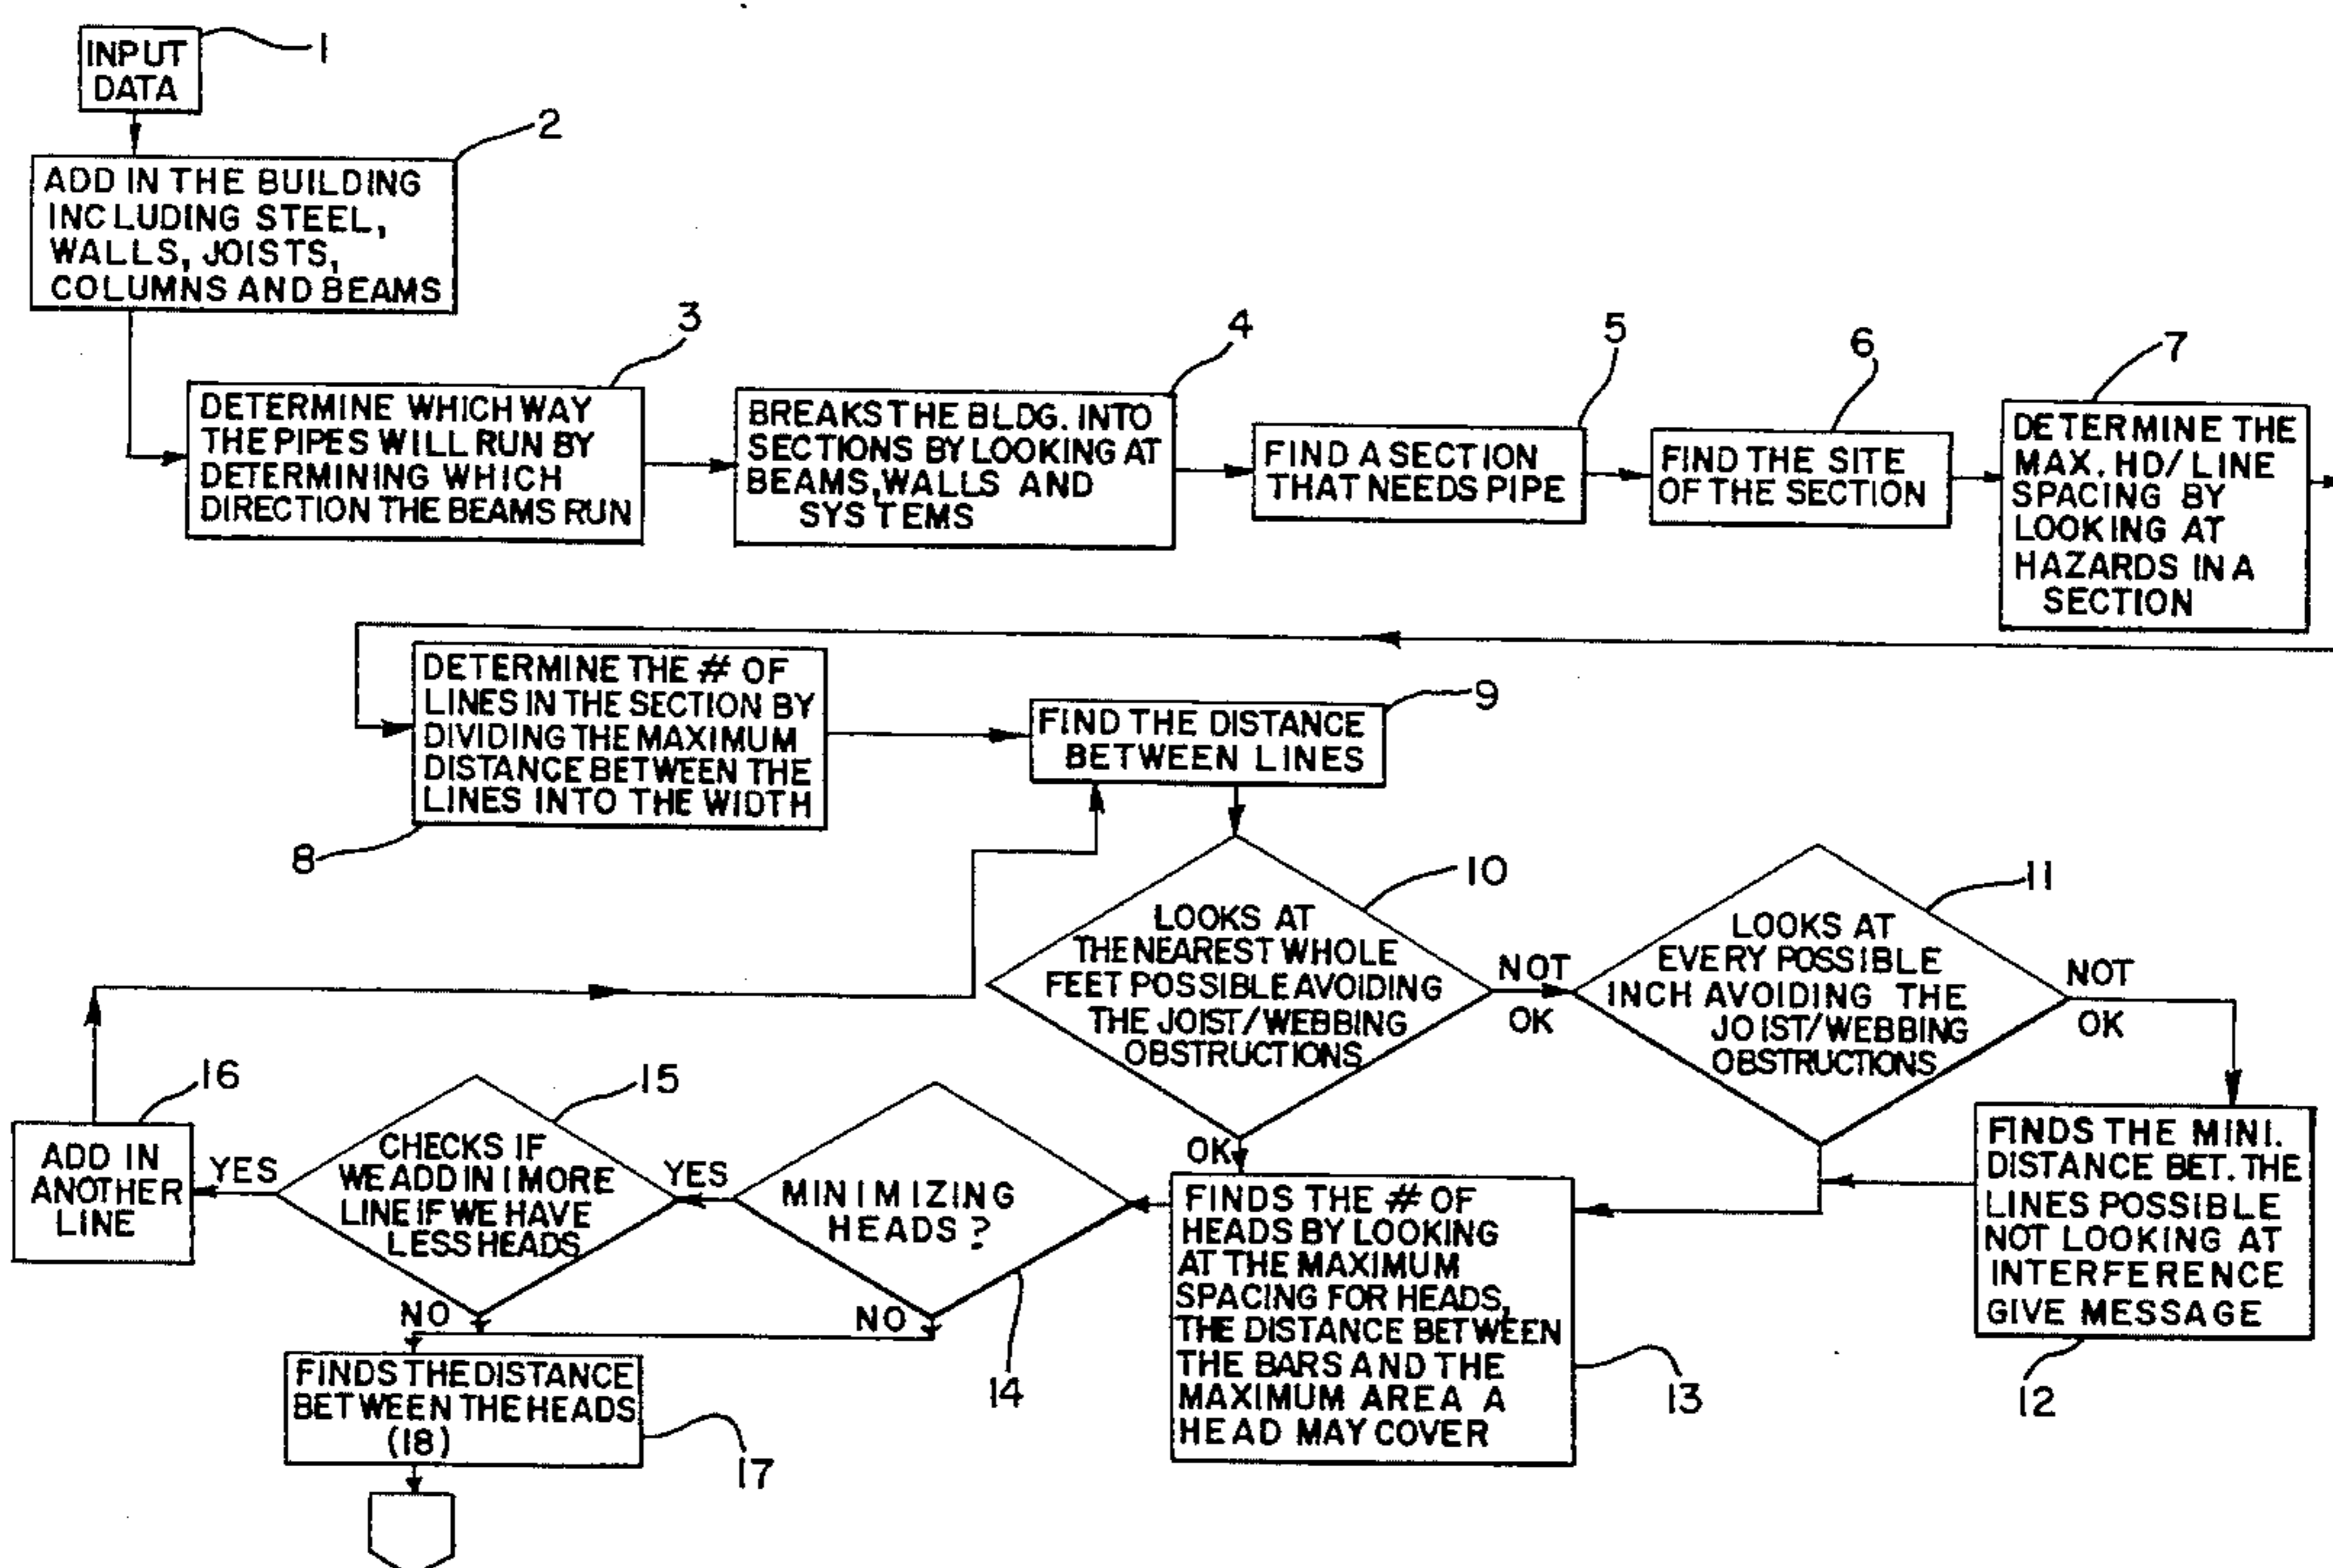 INPUT
DATA
1
ADD IN THE BUILDING
INCLUDING STEEL,
WALLS, JOISTS,
COLUMNS AND BEAMS
2
DETERMINE WHICH WAY
THE PIPES WILL RUN BY
DETERMINING WHICH
DIRECTION THE BEAMS RUN
3
BREAKS THE BLDG. INTO
SECTIONS BY LOOKING AT
BEAMS, WALLS AND
SYSTEMS
4
FIND A SECTION
THAT NEEDS PIPE
5
FIND THE SITE
OF THE SECTION
6
DETERMINE THE
MAX. HD/LINE
SPACING BY
LOOKING AT
HAZARDS IN A
SECTION
7
DETERMINE THE # OF
LINES IN THE SECTION BY
DIVIDING THE MAXIMUM
DISTANCE BETWEEN THE
LINES INTO THE WIDTH
8
FIND THE DISTANCE
BETWEEN LINES
9
LOOKS AT
THE NEAREST WHOLE
FEET POSSIBLE AVOIDING
THE JOIST/WEBBING
OBSTRUCTIONS
10
NOT
OK
OK
LOOKS AT
EVERY POSSIBLE
INCH AVOIDING THE
JOIST/WEBBING
OBSTRUCTIONS
11
NOT
OK
FINDS THE MINI.
DISTANCE BET. THE
LINES POSSIBLE
NOT LOOKING AT
INTERFERENCE
GIVE MESSAGE
12
FINDS THE # OF
HEADS BY LOOKING
AT THE MAXIMUM
SPACING FOR HEADS,
THE DISTANCE BETWEEN
THE BARS AND THE
MAXIMUM AREA A
HEAD MAY COVER
13
MINIMIZING
HEADS?
14
YES
NO
CHECKS IF
WE ADD IN 1 MORE
LINE IF WE HAVE
LESS HEADS
15
YES
NO
ADD IN
ANOTHER
LINE
16
FINDS THE DISTANCE
BETWEEN THE HEADS
(18)
17